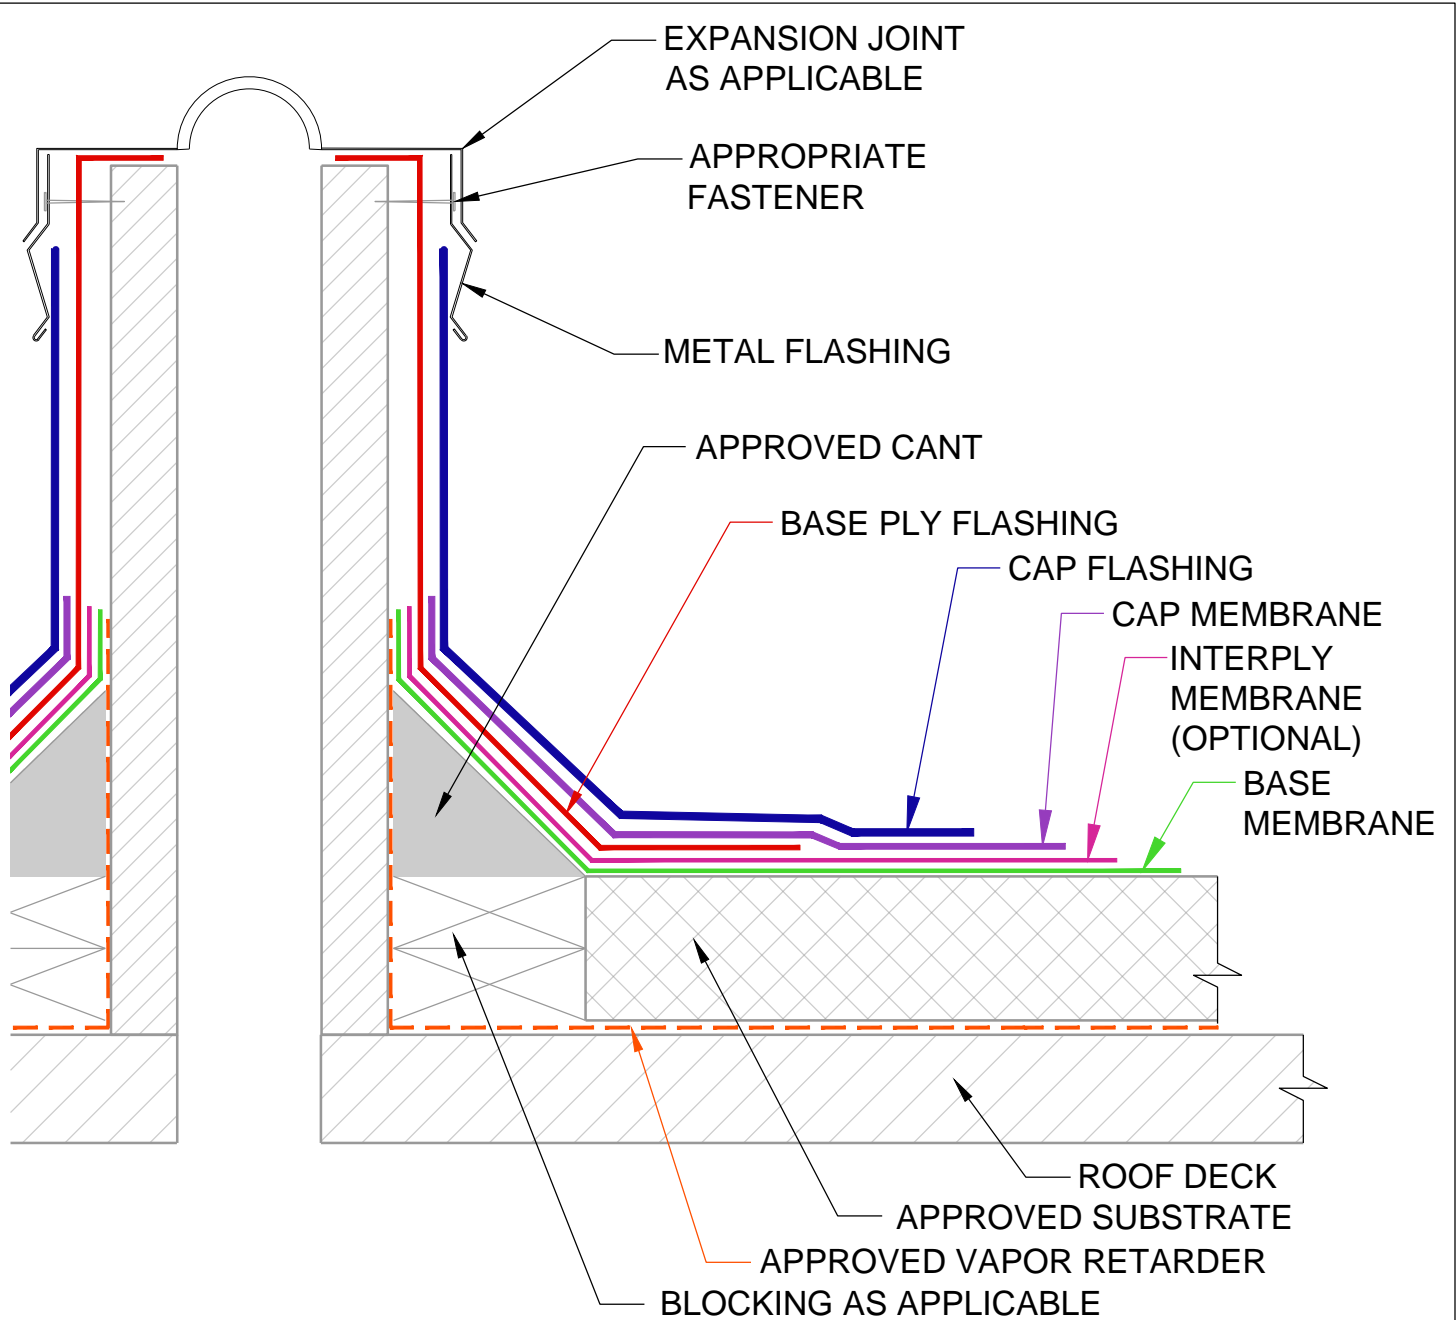 EXPANSION JOINT
AS APPLICABLE
APPROPRIATE
FASTENER
METAL FLASHING
APPROVED CANT
BASE PLY FLASHING
CAP FLASHING
CAP MEMBRANE
INTERPLY
MEMBRANE
(OPTIONAL)
BASE
MEMBRANE
ROOF DECK
APPROVED SUBSTRATE
APPROVED VAPOR RETARDER
BLOCKING AS APPLICABLE